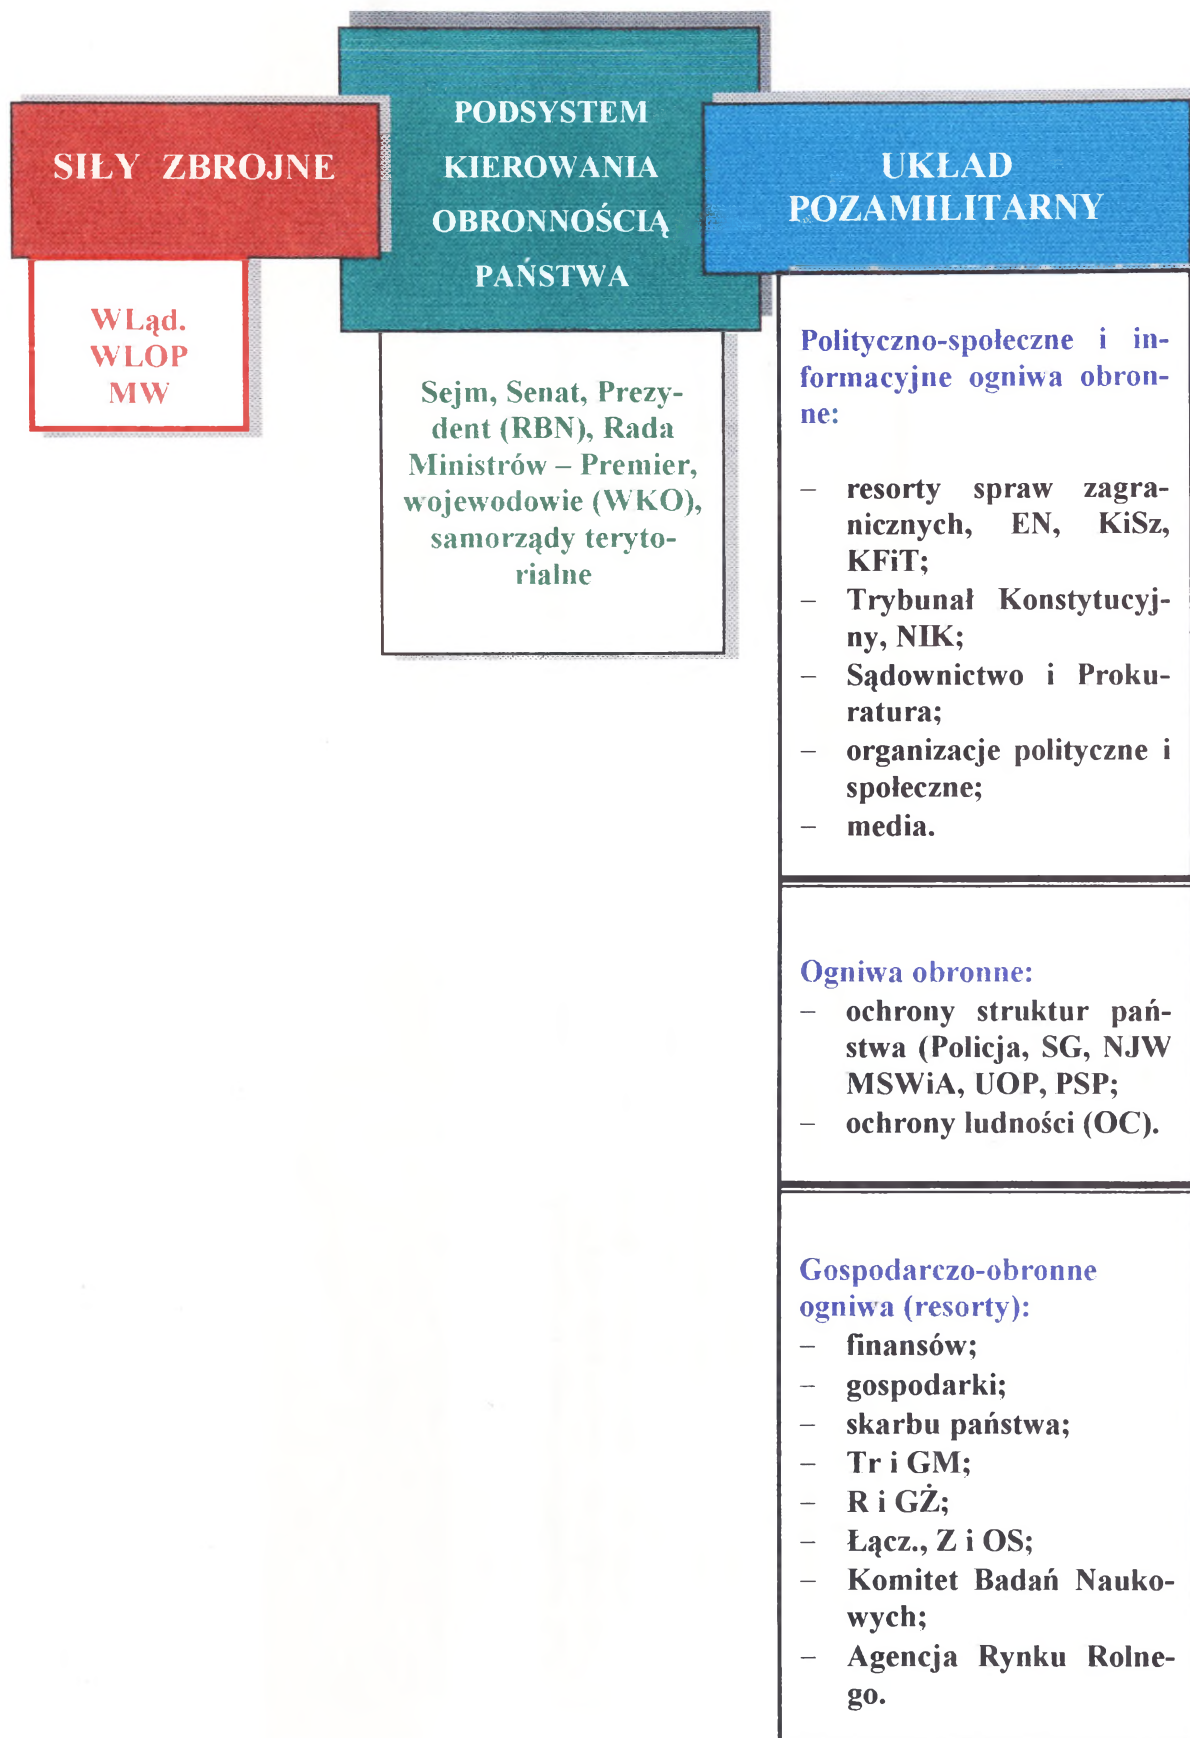 SIŁY ZBROJNE
WLąd.
WLOP
MW
PODSYSTEM
KIEROWANIA
OBRONNOŚCIĄ
PAŃSTWA
Sejm, Senat, Prezy-
dent (RBN), Rada
Ministrów – Premier,
wojewodowie (WKO),
samorządy teryto-
rialne
UKŁAD
POZAMILITARNY
Polityczno-społeczne i in-
formacyjne ogniwa obron-
ne:
– resorty spraw zagra-
nicznych, EN, KiSz,
KFiT;
– Trybunał Konstytucyj-
ny, NIK;
– Sądownictwo i Proku-
ratura;
– organizacje polityczne i
społeczne;
– media.
Ogniwa obronne:
– ochrony struktur pań-
stwa (Policja, SG, NJW
MSWiA, UOP, PSP;
– ochrony ludności (OC).
Gospodarczo-obronne
ogniwa (resorty):
– finansów;
– gospodarki;
– skarbu państwa;
– Tr i GM;
– R i GŻ;
– Łącz., Z i OS;
– Komitet Badań Nauko-
wych;
– Agencja Rynku Rolne-
go.